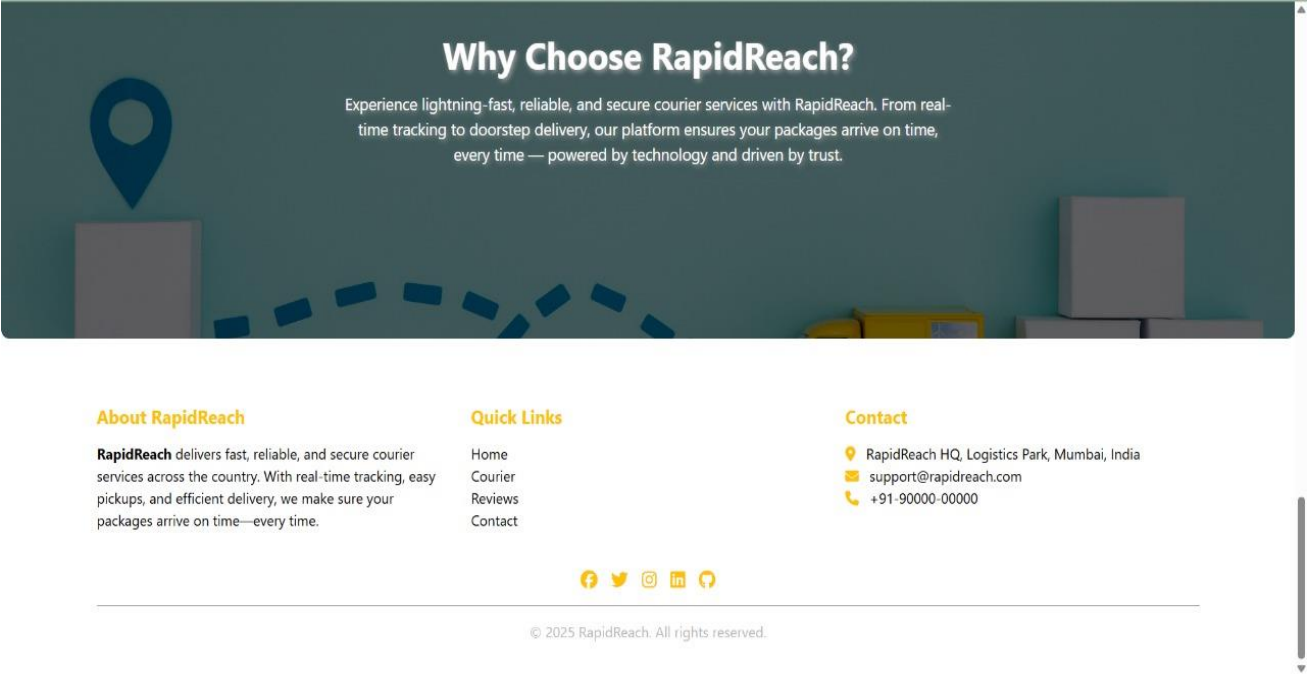 Why Choose RapidReach?
Experience lightning-fast, reliable, and secure courier services with RapidReach. From real-
time tracking to doorstep delivery, our platform ensures your packages arrive on time,
every time — powered by technology and driven by trust.
About RapidReach
RapidReach delivers fast, reliable, and secure courier
services across the country. With real-time tracking, easy
pickups, and efficient delivery, we make sure your
packages arrive on time—every time.
Quick Links
Home
Courier
Reviews
Contact
Contact
RapidReach HQ, Logistics Park, Mumbai, India
support@rapidreach.com
+91-90000-00000
© 2025 RapidReach. All rights reserved.